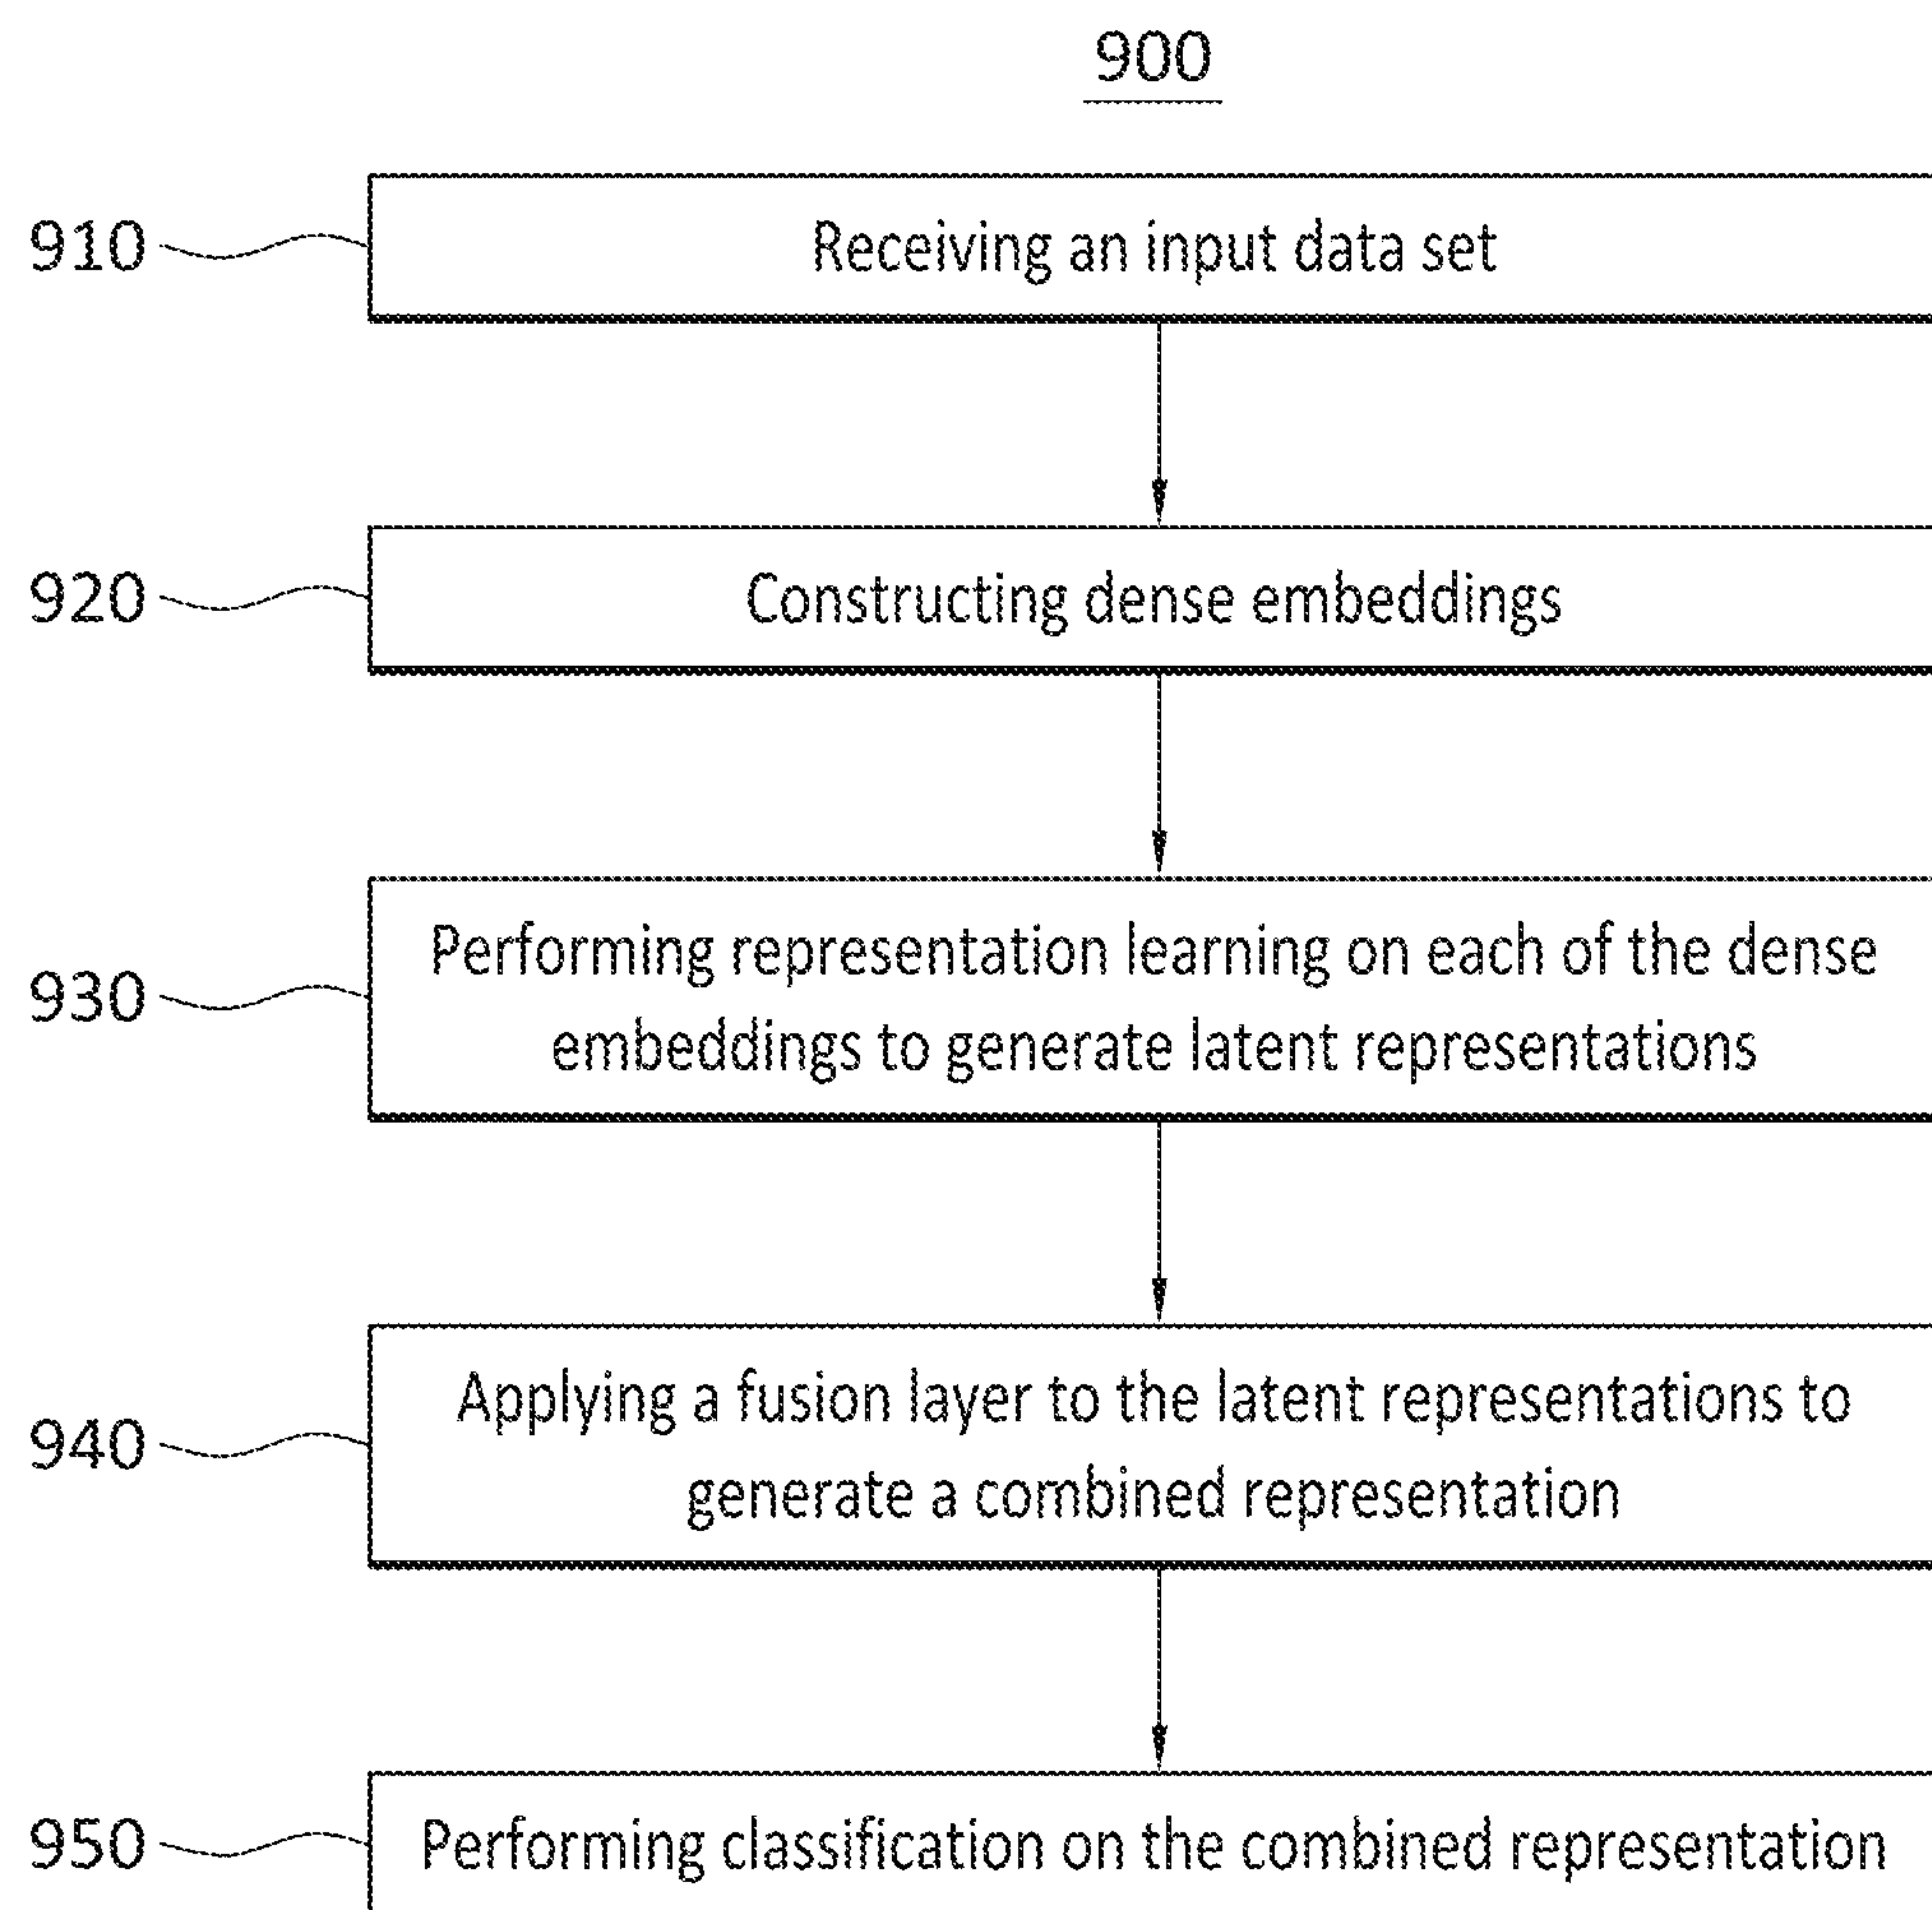 900
910
Receiving an input data set
920
Constructing dense embeddings
930
Performing representation learning on each of the dense
embeddings to generate latent representations
940
Applying a fusion layer to the latent representations to
generate a combined representation
950
Performing classification on the combined representation